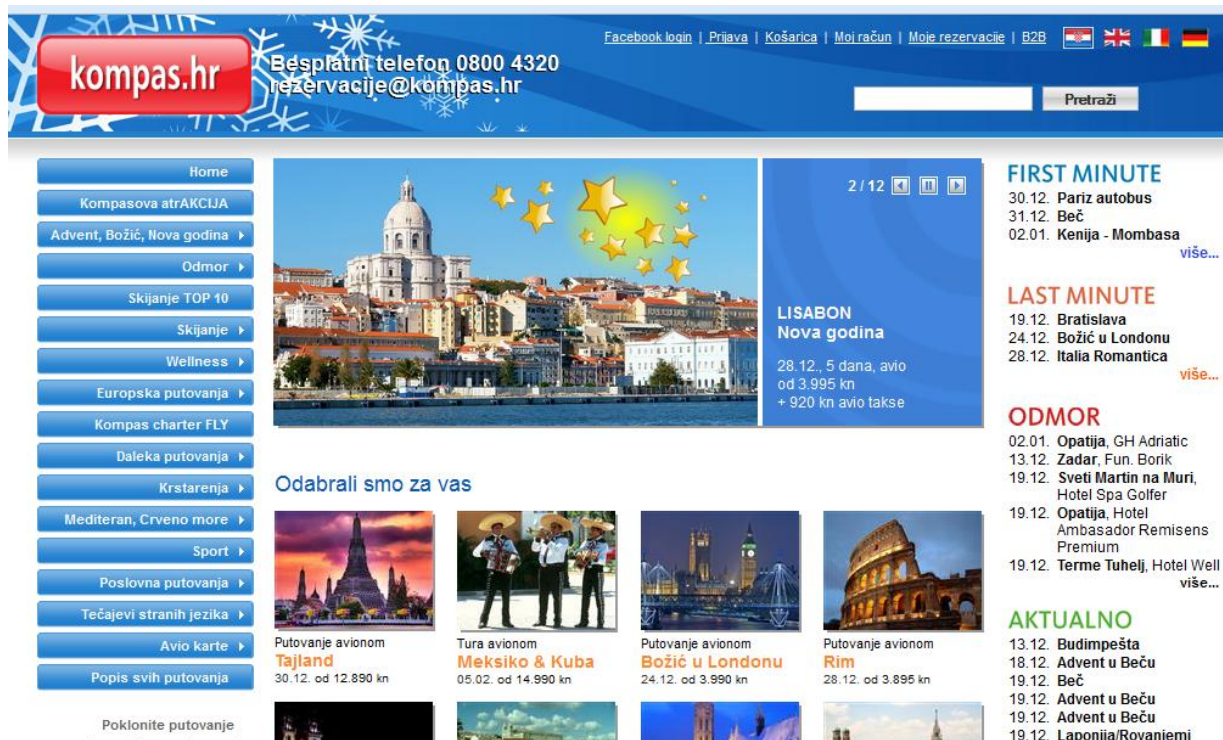 kompas.hr
Besplatni telefon 0800 4320
rezervacije@kompas.hr
Facebook login | Prijava | Košarica | Moj račun | Moje rezervacije | B2B
Pretraži
Home
Kompasova atrAKCIJA
Advent, Božić, Nova godina
Odmor
Skijanje TOP 10
Skijanje
Wellness
Europska putovanja
Kompas charter FLY
Daleka putovanja
Krstarenja
Mediteran, Crveno more
Sport
Poslovna putovanja
Tečajevi stranih jezika
Avio karte
Popis svih putovanja
Poklonite putovanje
2 / 12
LISABON
Nova godina
28.12., 5 dana, avio
od 3.995 kn
+ 920 kn avio takse
Odabrali smo za vas
Putovanje avionom
Tajland
30.12. od 12.890 kn
Tura avionom
Meksiko & Kuba
05.02. od 14.990 kn
Putovanje avionom
Božić u Londonu
24.12. od 3.990 kn
Putovanje avionom
Rim
28.12. od 3.895 kn
FIRST MINUTE
30.12. Pariz autobus
31.12. Beč
02.01. Kenija - Mombasa
više...
LAST MINUTE
19.12. Bratislava
24.12. Božić u Londonu
28.12. Italia Romantica
više...
ODMOR
02.01. Opatija, GH Adriatic
13.12. Zadar, Fun. Borik
19.12. Sveti Martin na Muri,
Hotel Spa Golfer
19.12. Opatija, Hotel
Ambasador Remisens
Premium
19.12. Terme Tuhelj, Hotel Well
više...
AKTUALNO
13.12. Budimpešta
18.12. Advent u Beču
19.12. Beč
19.12. Advent u Beču
19.12. Advent u Beču
19.12. Laponija/Rovaniemi